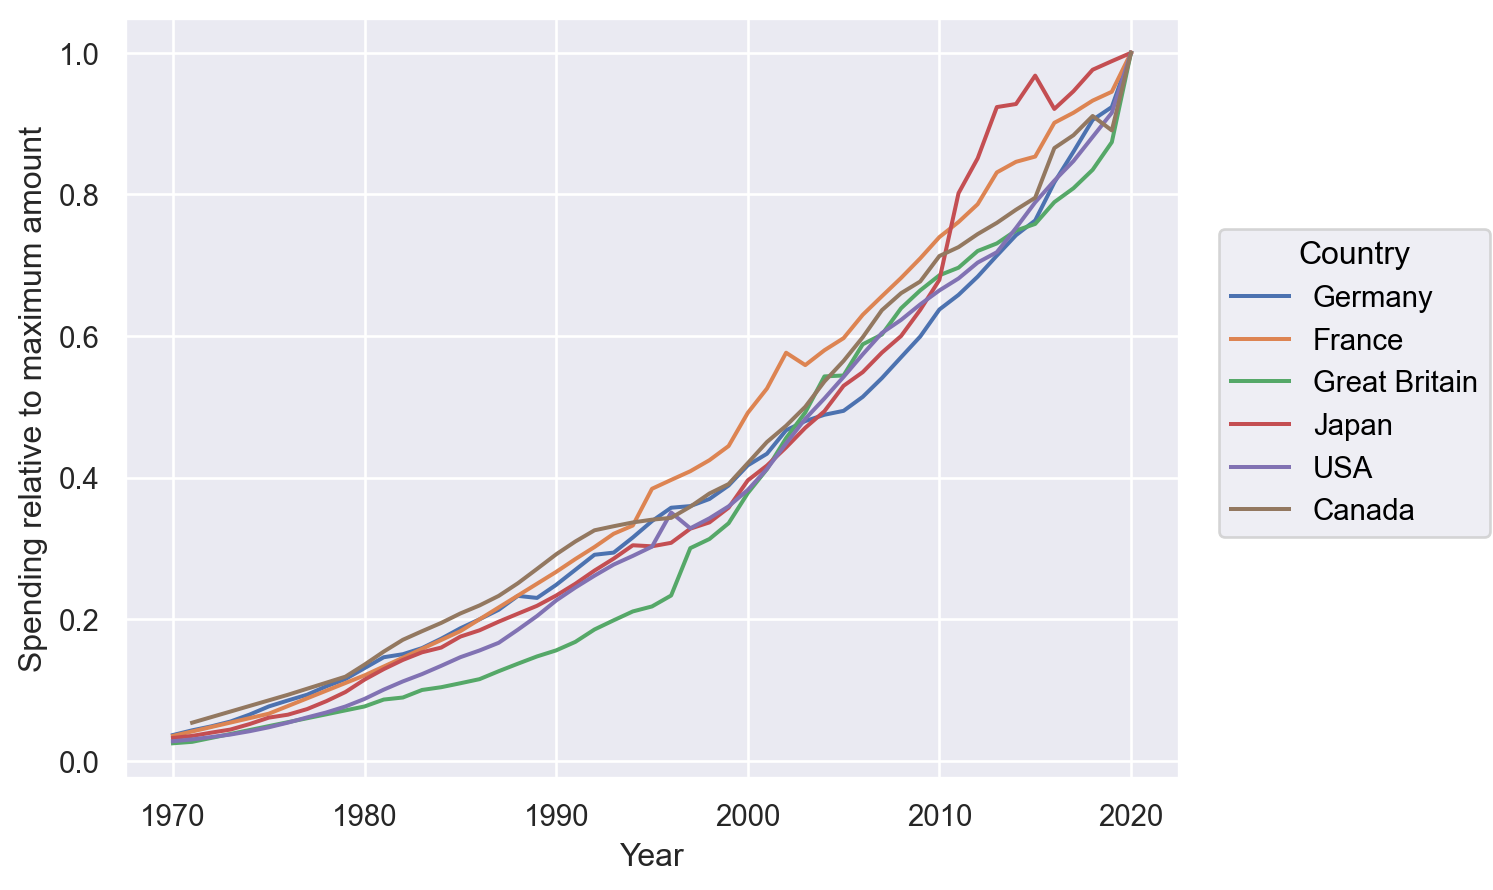 Spending relative to maximum amount
1.0
0.8
0.6
0.4
0.2
0.0
1970 1980 1990 2000 2010 2020
Year
Country
Germany
France
Great Britain
Japan
USA
Canada